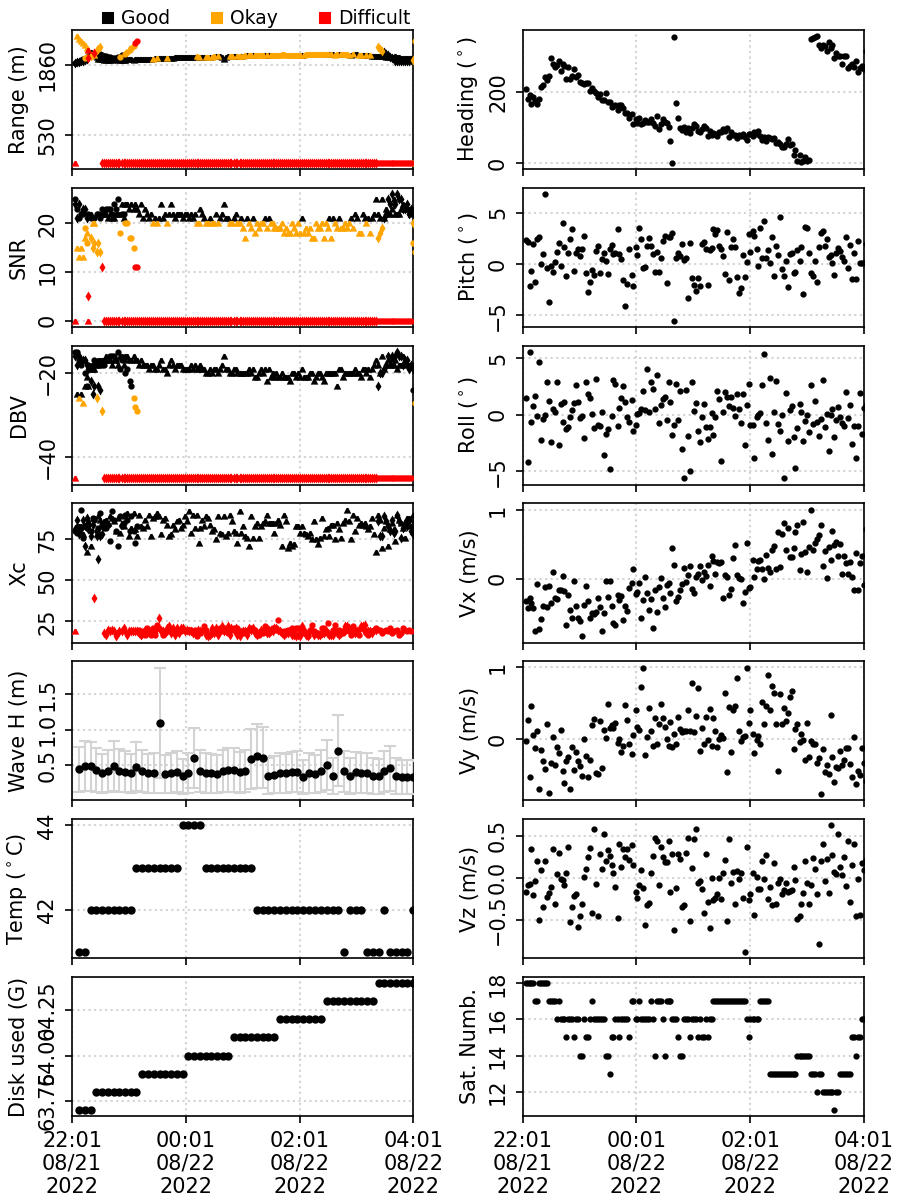 Good Okay Difficult
Range (m)
1860
530
Heading (°)
200
0
SNR
20
10
0
Pitch (°)
5
0
−5
DBV
−20
−40
Roll (°)
5
0
−5
Xc
75
50
25
Vx (m/s)
1
0
Wave H (m)
1.5
1.0
0.5
Vy (m/s)
1
0
Temp (°C)
44
42
Vz (m/s)
0.5
0.0
−0.5
Disk used (G)
64.25
64.00
63.75
Sat. Numb.
18
16
14
12
22:01 00:01 02:01 04:01
08/21 08/22 08/22 08/22
2022 2022 2022 2022
22:01 00:01 02:01 04:01
08/21 08/22 08/22 08/22
2022 2022 2022 2022